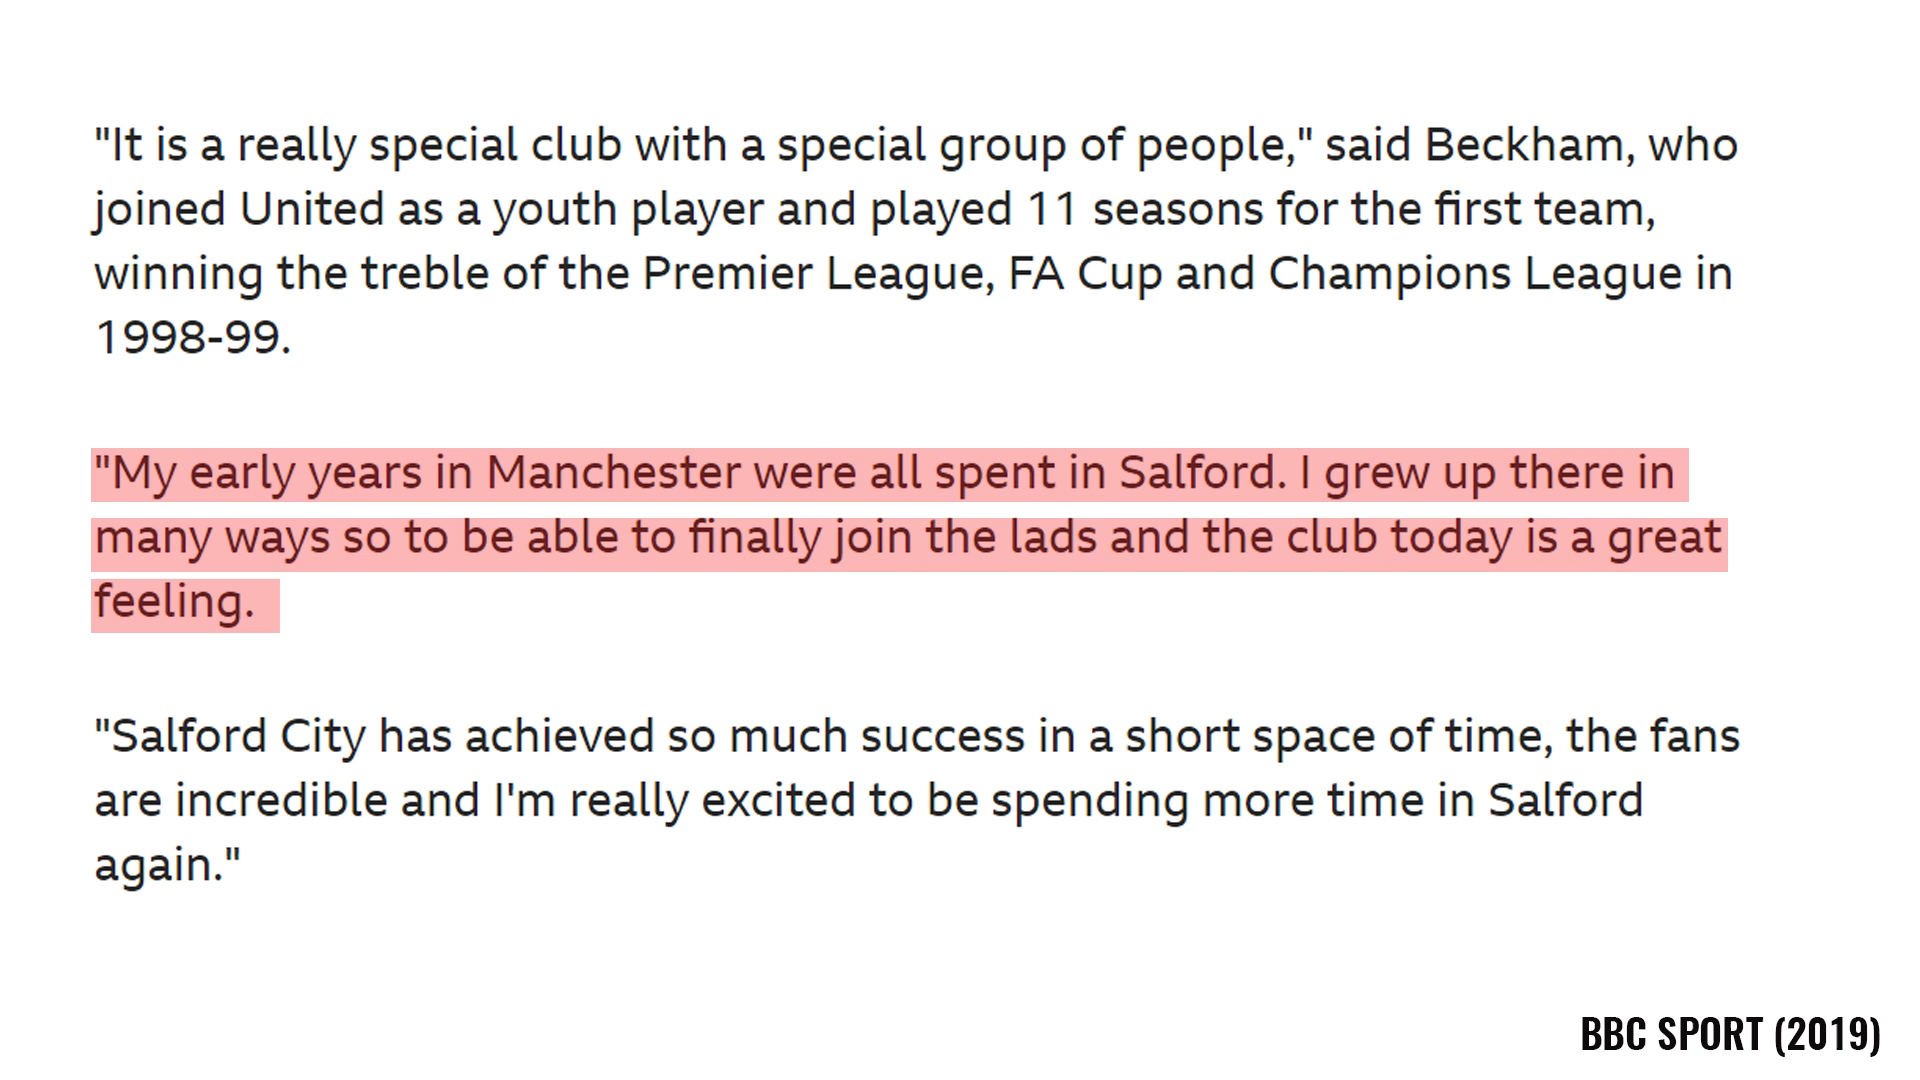 "It is a really special club with a special group of people," said Beckham, who
joined United as a youth player and played 11 seasons for the first team,
winning the treble of the Premier League, FA Cup and Champions League in
1998-99.
"My early years in Manchester were all spent in Salford. I grew up there in
many ways so to be able to finally join the lads and the club today is a great
feeling.
"Salford City has achieved so much success in a short space of time, the fans
are incredible and I'm really excited to be spending more time in Salford
again."
BBC SPORT (2019)